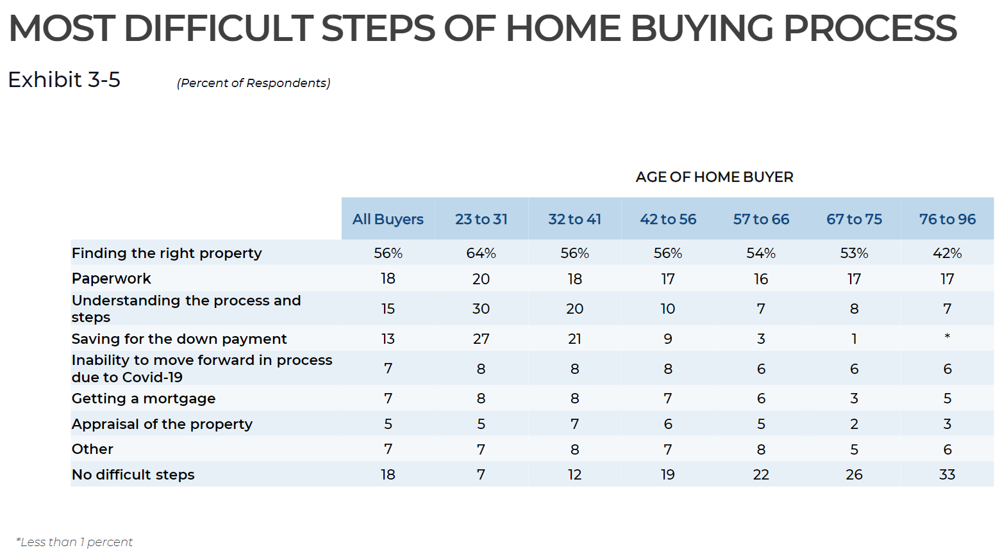 MOST DIFFICULT STEPS OF HOME BUYING PROCESS
Exhibit 3-5 (Percent of Respondents)
AGE OF HOME BUYER
All Buyers 23 to 31 32 to 41 42 to 56 57 to 66 67 to 75 76 to 96
Finding the right property 56% 64% 56% 56% 54% 53% 42%
Paperwork 18 20 18 17 16 17 17
Understanding the process and
steps 15 30 20 10 7 8 7
Saving for the down payment 13 27 21 9 3 1 *
Inability to move forward in process
due to Covid-19 7 8 8 8 6 6 6
Getting a mortgage 7 8 8 7 6 3 5
Appraisal of the property 5 5 7 6 5 2 3
Other 7 7 8 7 8 5 6
No difficult steps 18 7 12 19 22 26 33
*Less than 1 percent